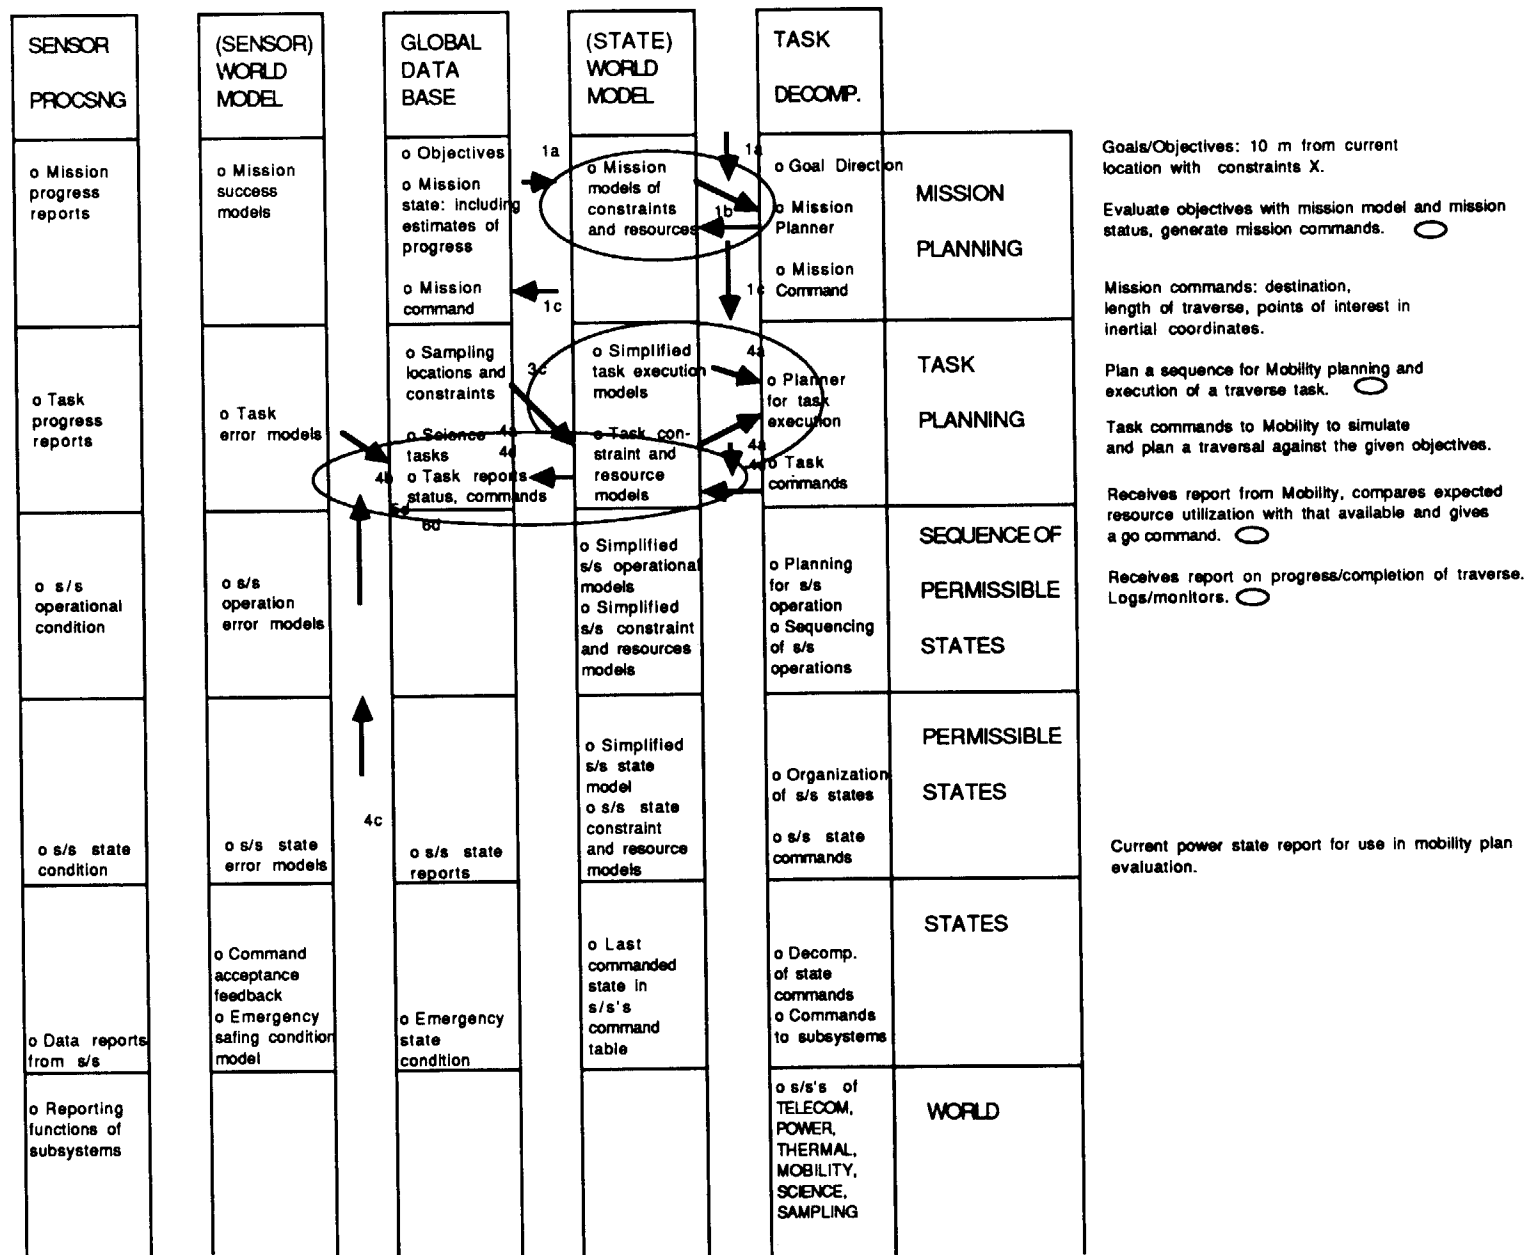 SENSOR
PROCSNG
(SENSOR)
WORLD
MODEL
GLOBAL
DATA
BASE
(STATE)
WORLD
MODEL
TASK
DECOMP.
o Mission
progress
reports
o Mission
success
models
o Objectives
o Mission
state: including
estimates of
progress
o Mission
command
1a
1c
o Mission
models of
constraints
and resources
1a
1b
1c
o Goal Direction
o Mission
Planner
o Mission
Command
MISSION
PLANNING
Goals/Objectives: 10 m from current
location with constraints X.
Evaluate objectives with mission model and mission
status, generate mission commands.
Mission commands: destination,
length of traverse, points of interest in
inertial coordinates.
o Task
progress
reports
o Task
error models
o Sampling
locations and
constraints
o Science
tasks
o Task reports
status, commands
3c
4a
4d
4b
5d
6d
o Simplified
task execution
models
o Task con-
straint and
resource
models
4a
4a
4d
o Planner
for task
execution
o Task
commands
TASK
PLANNING
Plan a sequence for Mobility planning and
execution of a traverse task.
Task commands to Mobility to simulate
and plan a traversal against the given objectives.
Receives report from Mobility, compares expected
resource utilization with that available and gives
a go command.
Receives report on progress/completion of traverse.
Logs/monitors.
o s/s
operational
condition
o s/s
operation
error models
o Simplified
s/s operational
models
o Simplified
s/s constraint
and resources
models
o Planning
for s/s
operation
o Sequencing
of s/s
operations
SEQUENCE OF
PERMISSIBLE
STATES
o s/s state
condition
o s/s state
error models
4c
o s/s state
reports
o Simplified
s/s state
model
o s/s state
constraint
and resource
models
o Organization
of s/s states
o s/s state
commands
PERMISSIBLE
STATES
Current power state report for use in mobility plan
evaluation.
o Data reports
from s/s
o Command
acceptance
feedback
o Emergency
safing condition
model
o Emergency
state
condition
o Last
commanded
state in
s/s's
command
table
o Decomp.
of state
commands
o Commands
to subsystems
STATES
o Reporting
functions of
subsystems
o s/s's of
TELECOM,
POWER,
THERMAL,
MOBILITY,
SCIENCE,
SAMPLING
WORLD